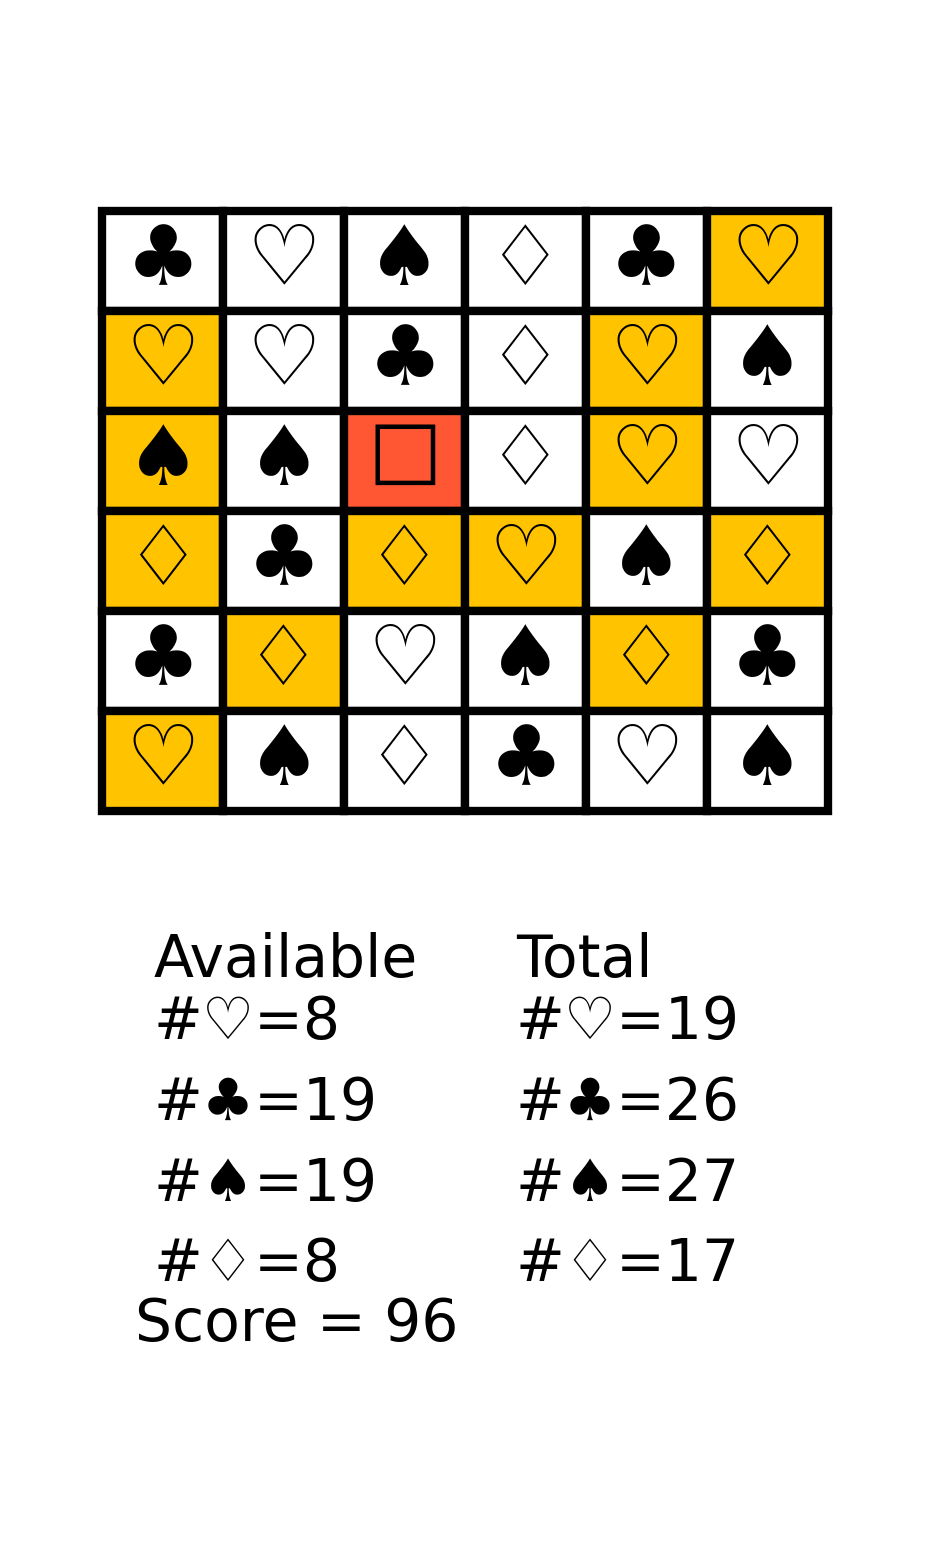 ♣ ♡ ♠ ♢ ♣ ♡
♡ ♡ ♣ ♢ ♡ ♠
♠ ♠ □ ♢ ♡ ♡
♢ ♣ ♢ ♡ ♠ ♢
♣ ♢ ♡ ♠ ♢ ♣
♡ ♠ ♢ ♣ ♡ ♠
Available Total
#♡=8 #♡=19
#♣=19 #♣=26
#♠=19 #♠=27
#♢=8 #♢=17
Score = 96